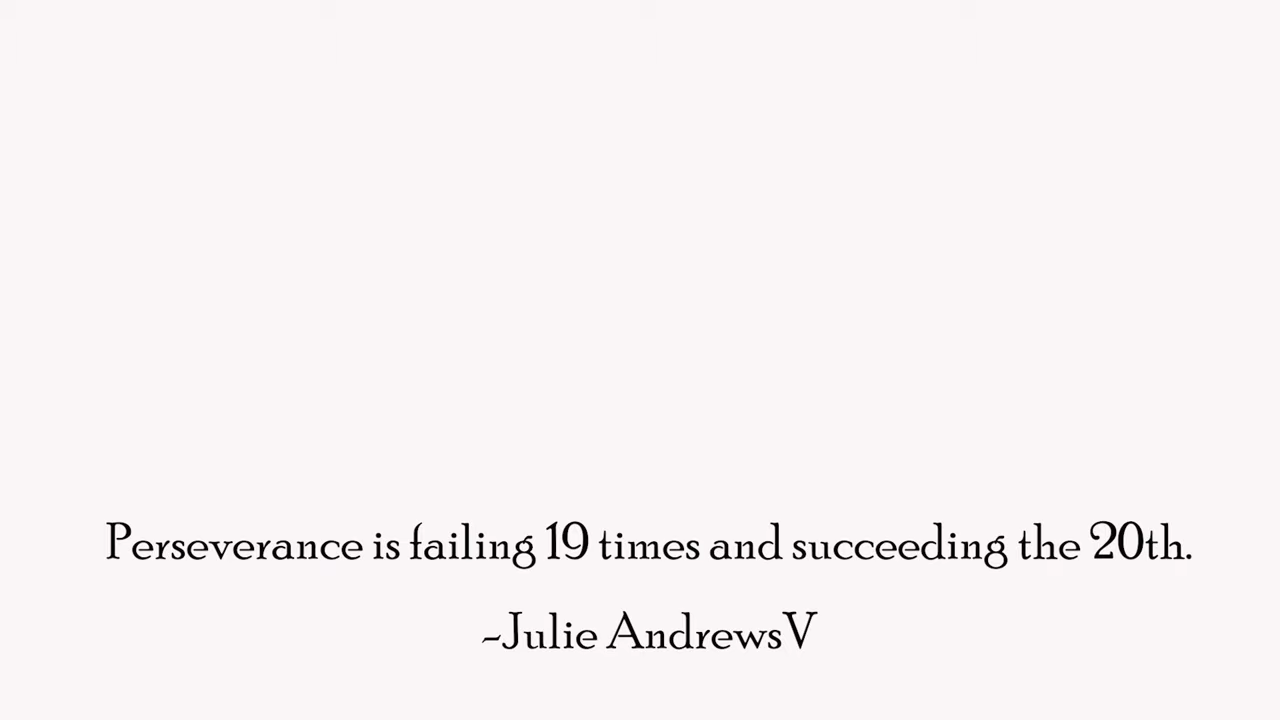 Perseverance is failing 19 times and succeeding the 20th.
~Julie AndrewsV